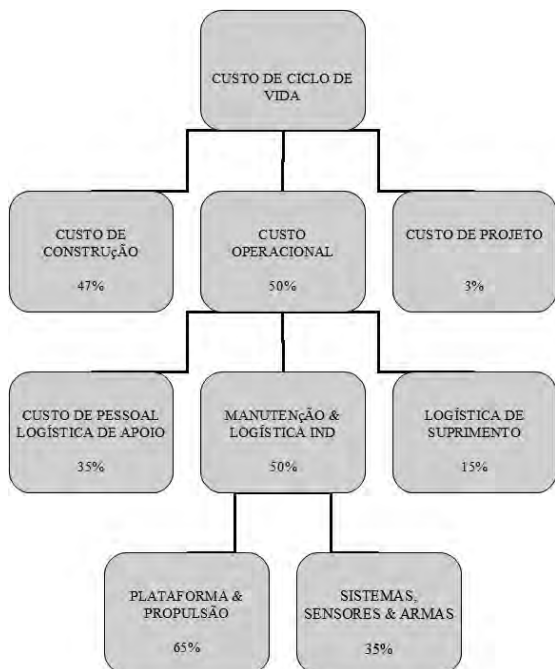 CUSTO DE CICLO DE
VIDA
CUSTO DE
CONSTRUçÃO
47%
CUSTO
OPERACIONAL
50%
CUSTO DE PROJETO
3%
CUSTO DE PESSOAL
LOGÍSTICA DE APOIO
35%
MANUTENçÃO &
LOGÍSTICA IND
50%
LOGÍSTICA DE
SUPRIMENTO
15%
PLATAFORMA &
PROPULSÃO
65%
SISTEMAS,
SENSORES & ARMAS
35%